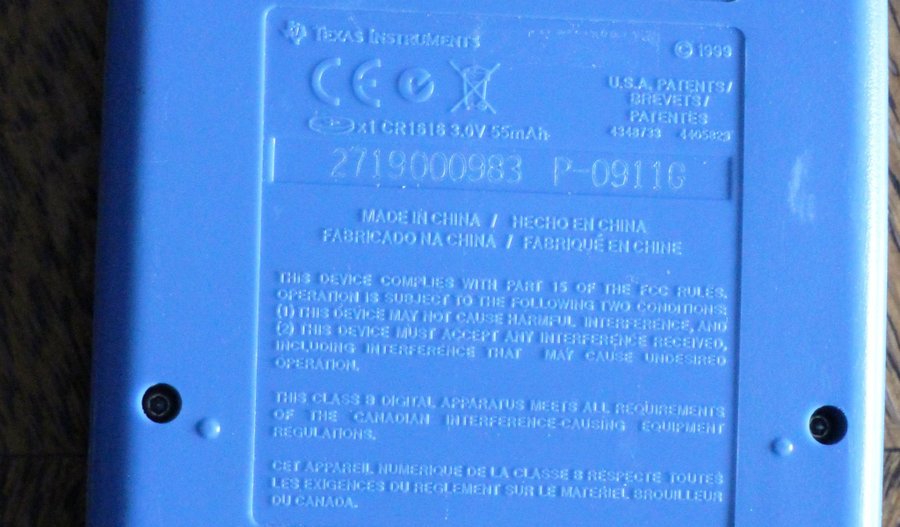 TEXAS INSTRUMENTS
© 1999
U.S.A. PATENTS/
BREVETS/
PATENTES
4348733 4405829
x1 CR1616 3.0V 55mAh
2719000983 P-0911G
MADE IN CHINA / HECHO EN CHINA
FABRICADO NA CHINA / FABRIQUÉ EN CHINE
THIS DEVICE COMPLIES WITH PART 15 OF THE FCC RULES.
OPERATION IS SUBJECT TO THE FOLLOWING TWO CONDITIONS:
(1) THIS DEVICE MAY NOT CAUSE HARMFUL INTERFERENCE, AND
(2) THIS DEVICE MUST ACCEPT ANY INTERFERENCE RECEIVED,
INCLUDING INTERFERENCE THAT MAY CAUSE UNDESIRED
OPERATION.
THIS CLASS B DIGITAL APPARATUS MEETS ALL REQUIREMENTS
OF THE CANADIAN INTERFERENCE-CAUSING EQUIPMENT
REGULATIONS.
CET APPAREIL NUMERIQUE DE LA CLASSE B RESPECTE TOUTES
LES EXIGENCES DU REGLEMENT SUR LE MATERIEL BROUILLEUR
DU CANADA.